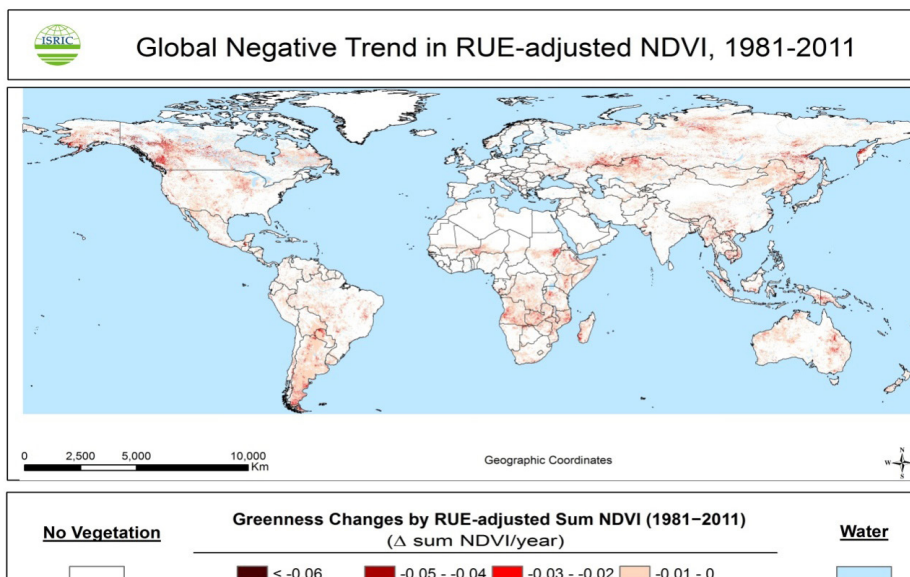 ISRIC
Global Negative Trend in RUE-adjusted NDVI, 1981-2011
0 2,500 5,000 10,000
Km
Geographic Coordinates
N
W
S
No Vegetation
Greenness Changes by RUE-adjusted Sum NDVI (1981−2011)
(Δ sum NDVI/year)
Water
< -0.06 -0.05 - -0.04 -0.03 - -0.02 -0.01 - 0